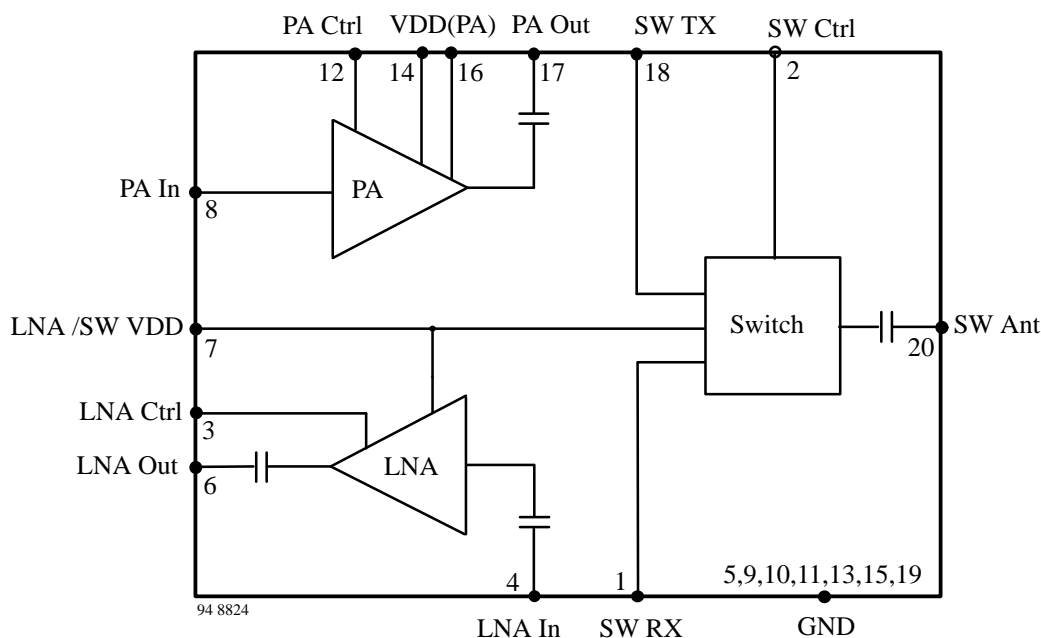 PA Ctrl VDD(PA) PA Out SW TX SW Ctrl
12 14 16 17 18 2
PA In
8
PA
LNA /SW VDD
7
Switch
20
SW Ant
LNA Ctrl
3
LNA Out
6
LNA
4 1 5,9,10,11,13,15,19
94 8824
LNA In SW RX GND